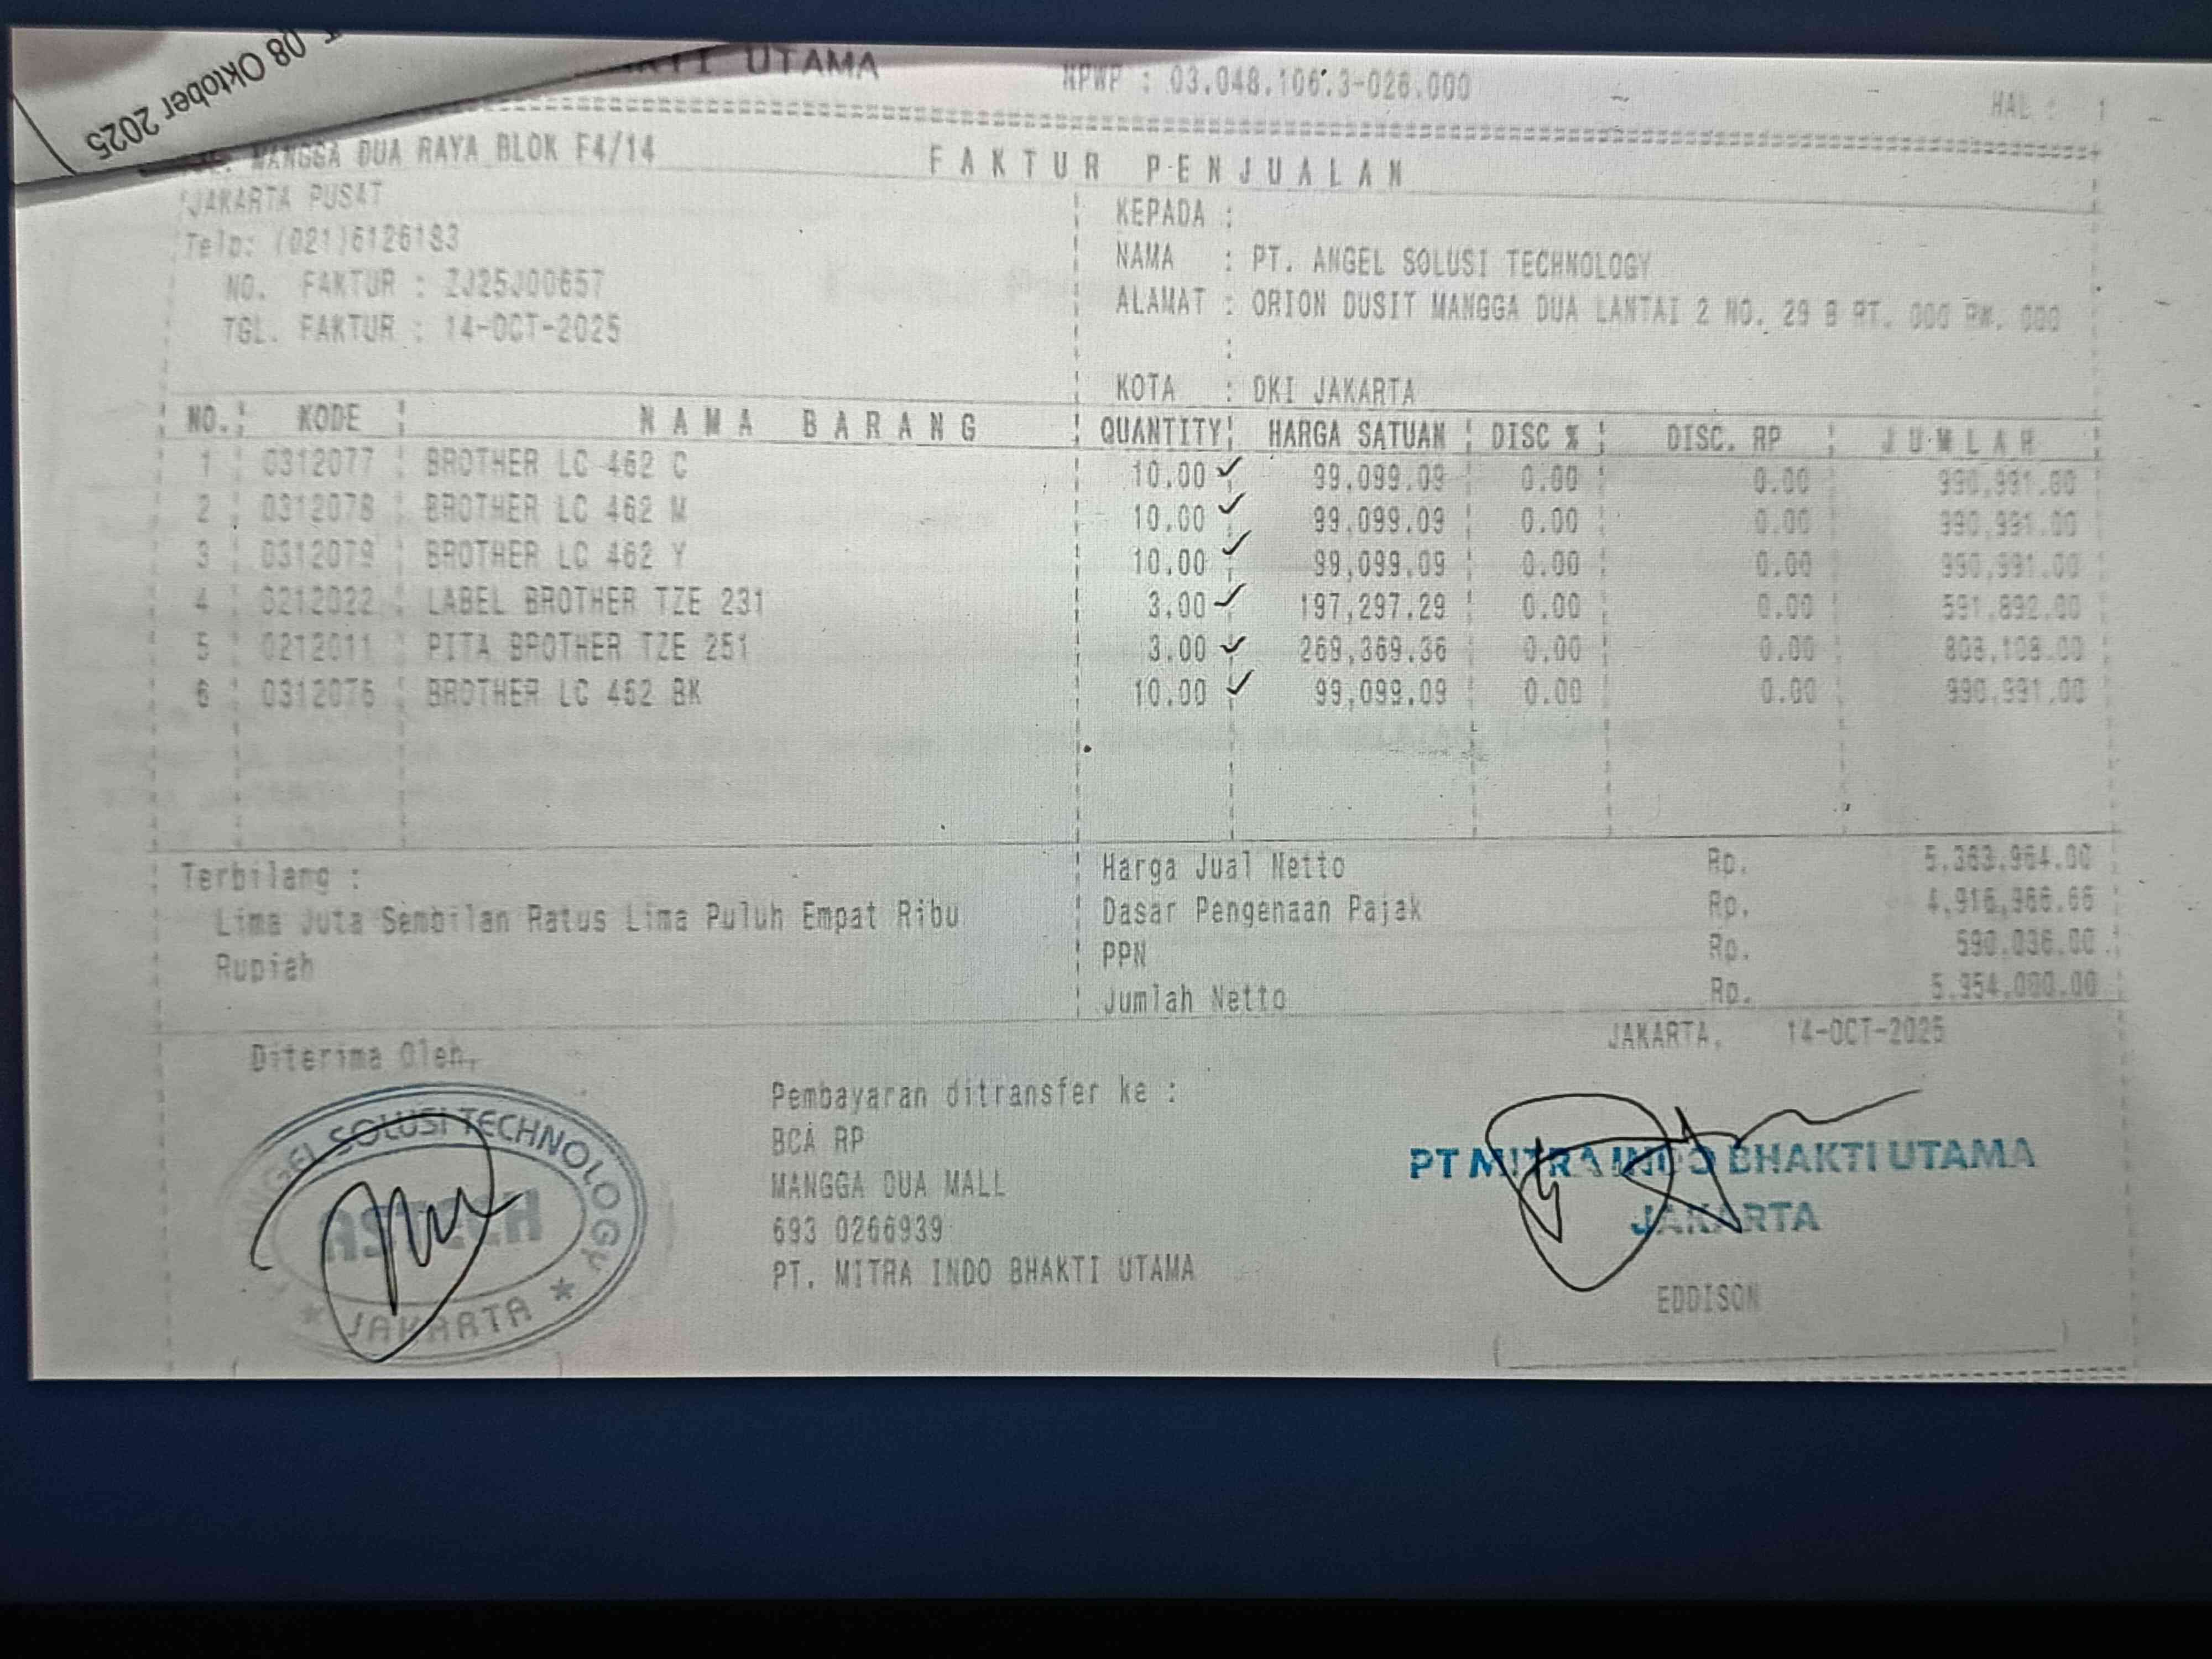 08 Oktober 2025
UTAMA
NPWP : 03.048.106.3-026.000
HAL : 1
MANGGA DUA RAYA BLOK F4/14
FAKTUR PENJUALAN
JAKARTA PUSAT
Telp: (021)6126183
NO. FAKTUR : ZJ25J00657
TGL. FAKTUR : 14-OCT-2025
KEPADA :
NAMA : PT. ANGEL SOLUSI TECHNOLOGY
ALAMAT : ORION DUSIT MANGGA DUA LANTAI 2 NO. 29 B RT. 000 RW. 000
:
KOTA : DKI JAKARTA
NO. KODE NAMA BARANG QUANTITY HARGA SATUAN DISC % DISC. RP JUMLAH
1 0312077 BROTHER LC 462 C 10.00 ✓ 99,099.09 0.00 0.00 990,991.00
2 0312078 BROTHER LC 462 M 10.00 ✓ 99,099.09 0.00 0.00 990,991.00
3 0312079 BROTHER LC 462 Y 10.00 ✓ 99,099.09 0.00 0.00 990,991.00
4 0212022 LABEL BROTHER TZE 231 3.00 ✓ 197,297.29 0.00 0.00 591,892.00
5 0212011 PITA BROTHER TZE 251 3.00 ✓ 269,369.36 0.00 0.00 808,108.00
6 0312076 BROTHER LC 462 BK 10.00 ✓ 99,099.09 0.00 0.00 990,991.00
Terbilang :
Lima Juta Sembilan Ratus Lima Puluh Empat Ribu
Rupiah
Harga Jual Netto Rp. 5.363,964.00
Dasar Pengenaan Pajak Rp. 4,916,966.66
PPN Rp. 590.036.00
Jumlah Netto Rp. 5.954.000.00
JAKARTA, 14-OCT-2025
Diterima Oleh,
ANGEL SOLUSI TECHNOLOGY
ASTECH
* JAKARTA *
Pembayaran ditransfer ke :
BCA RP
MANGGA DUA MALL
693 0266939
PT. MITRA INDO BHAKTI UTAMA
PT MITRA INDO BHAKTI UTAMA
JAKARTA
EDDISON